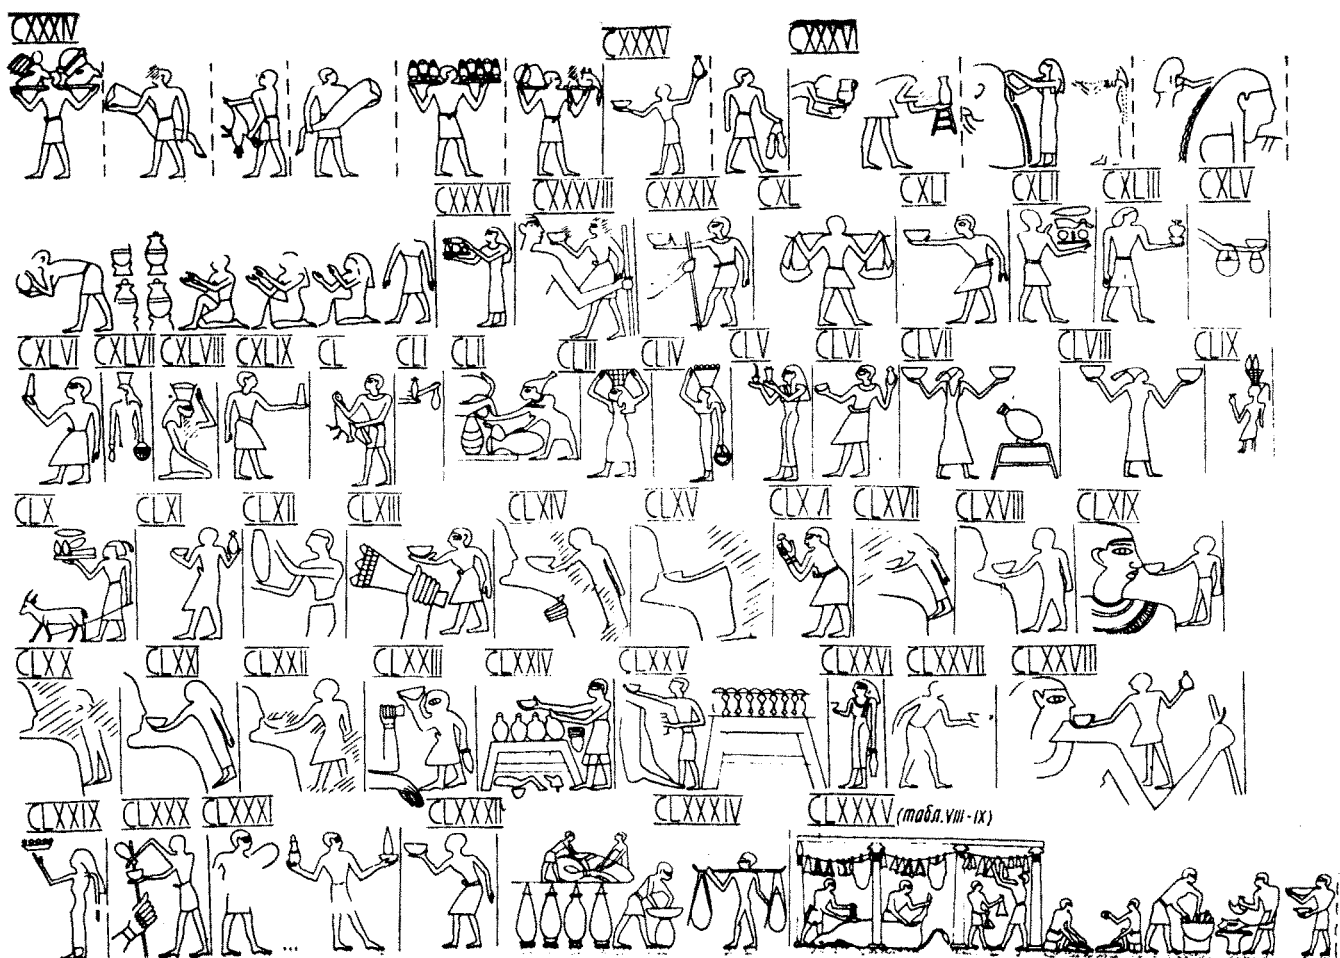 CXXXIV CXXXV CXXXVI
CXXXVII CXXXVIII CXXXIX CXL CXLI CXLII CXLIII CXLV
CXLVI CXLVII CXLVIII CXLIX CL CLI CLII CLIII CLIV CLV CLVI CLVII CLVIII CLIX
CLX CLXI CLXII CLXIII CLXIV CLXV CLXVI CLXVII CLXVIII CLXIX
CLXX CLXXI CLXXII CLXXIII CLXXIV CLXXV CLXXVI CLXXVII CLXXVIII
CLXXIX CLXXX CLXXXI CLXXXII CLXXXIV CLXXXV (табл. VIII-IX)